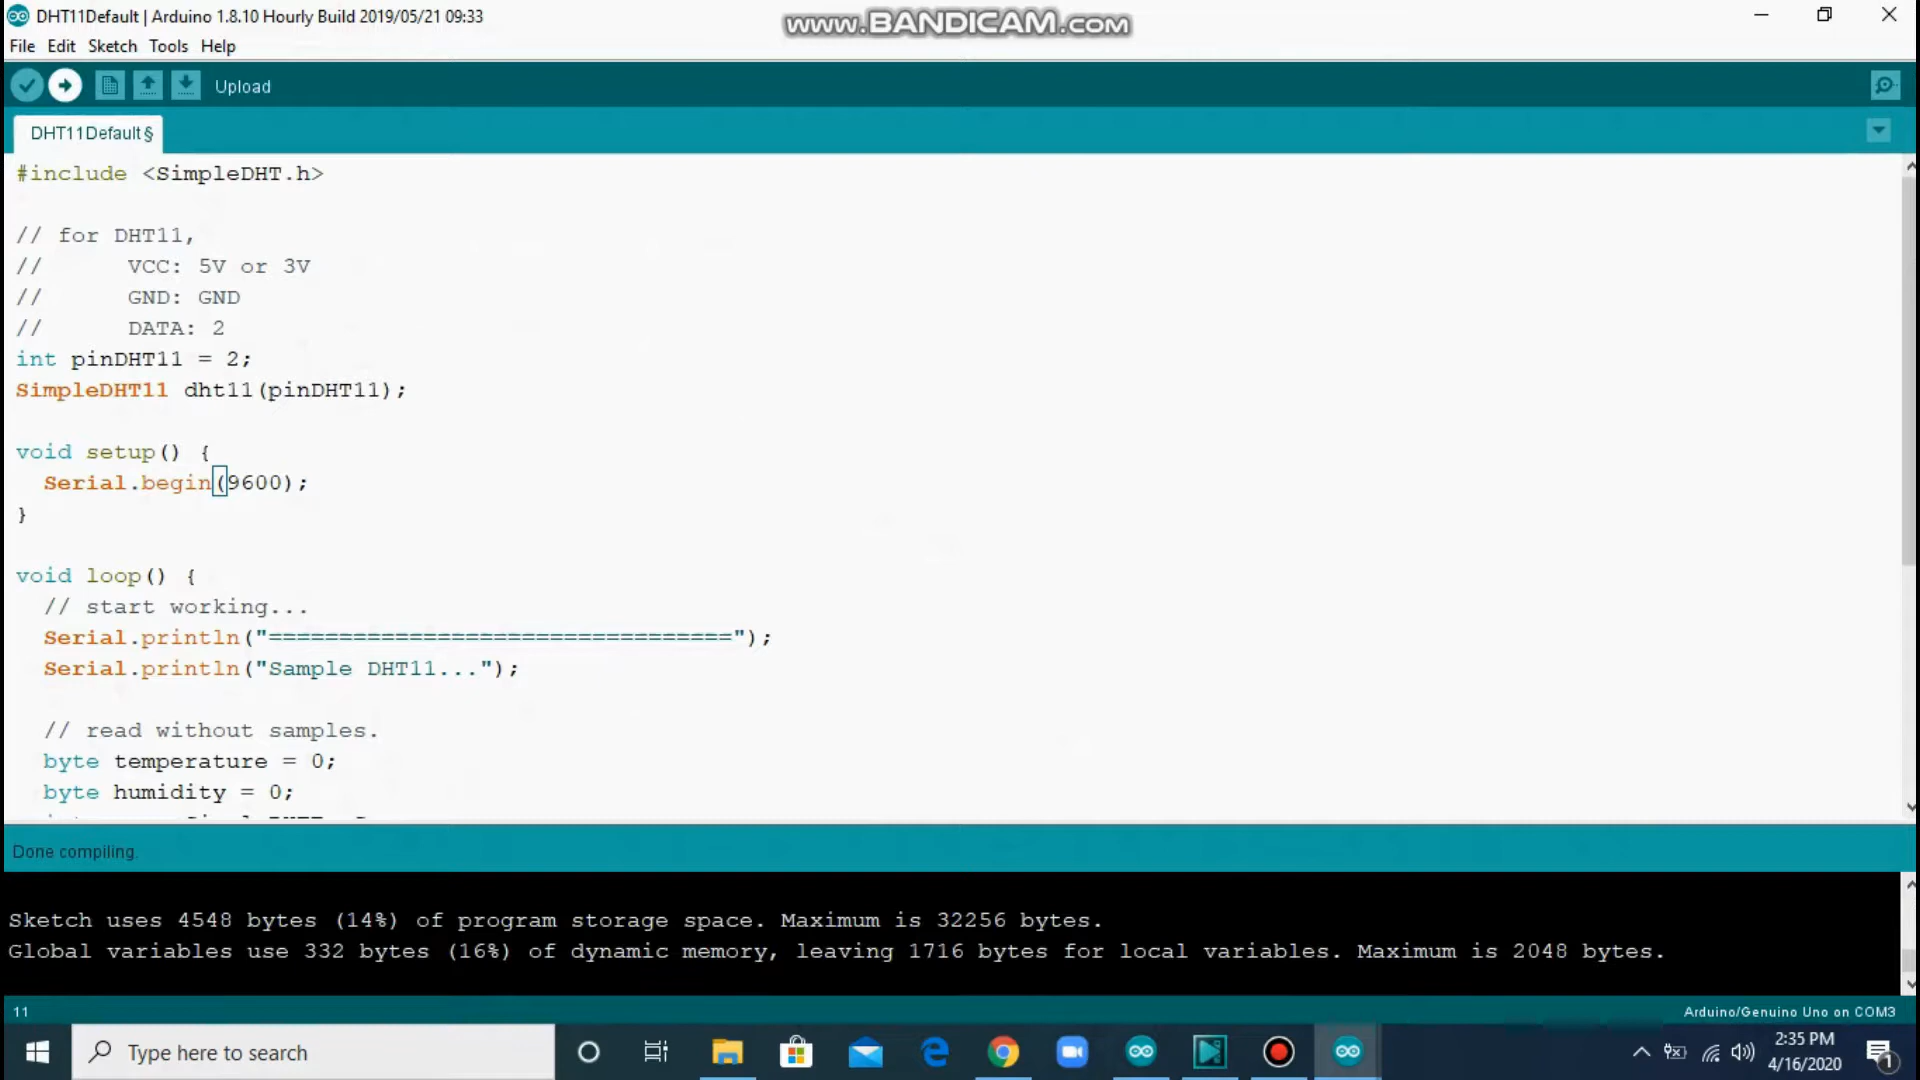 DHT11Default | Arduino 1.8.10 Hourly Build 2019/05/21 09:33
www.BANDICAM.com
File Edit Sketch Tools Help
Upload
DHT11Default §
#include <SimpleDHT.h>
// for DHT11,
//      VCC: 5V or 3V
//      GND: GND
//      DATA: 2
int pinDHT11 = 2;
SimpleDHT11 dht11(pinDHT11);
void setup() {
  Serial.begin(9600);
}
void loop() {
  // start working...
  Serial.println("=================================");
  Serial.println("Sample DHT11...");
  // read without samples.
  byte temperature = 0;
  byte humidity = 0;
Done compiling.
Sketch uses 4548 bytes (14%) of program storage space. Maximum is 32256 bytes.
Global variables use 332 bytes (16%) of dynamic memory, leaving 1716 bytes for local variables. Maximum is 2048 bytes.
11
Arduino/Genuino Uno on COM3
Type here to search
2:35 PM
4/16/2020
1